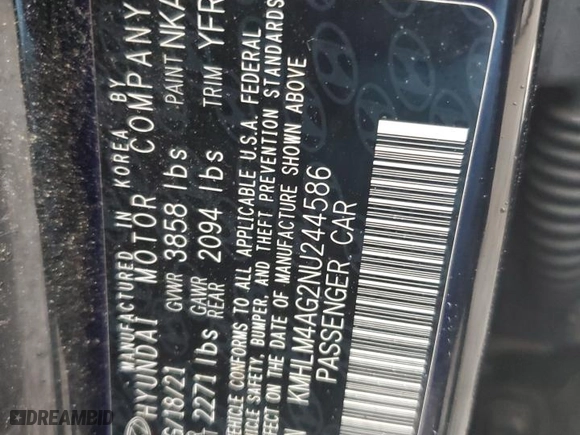 MANUFACTURED IN KOREA BY
HYUNDAI MOTOR COMPANY
/18/21 GVWR 3858 lbs PAINT NKA
2271 lbs GAWR REAR 2094 lbs TRIM YFR
VEHICLE CONFORMS TO ALL APPLICABLE U.S.A. FEDERAL
VEHICLE SAFETY, BUMPER, AND THEFT PREVENTION STANDARDS
ON THE DATE OF MANUFACTURE SHOWN ABOVE
KMHLM4AG2NU244586
PASSENGER CAR
DREAMBID